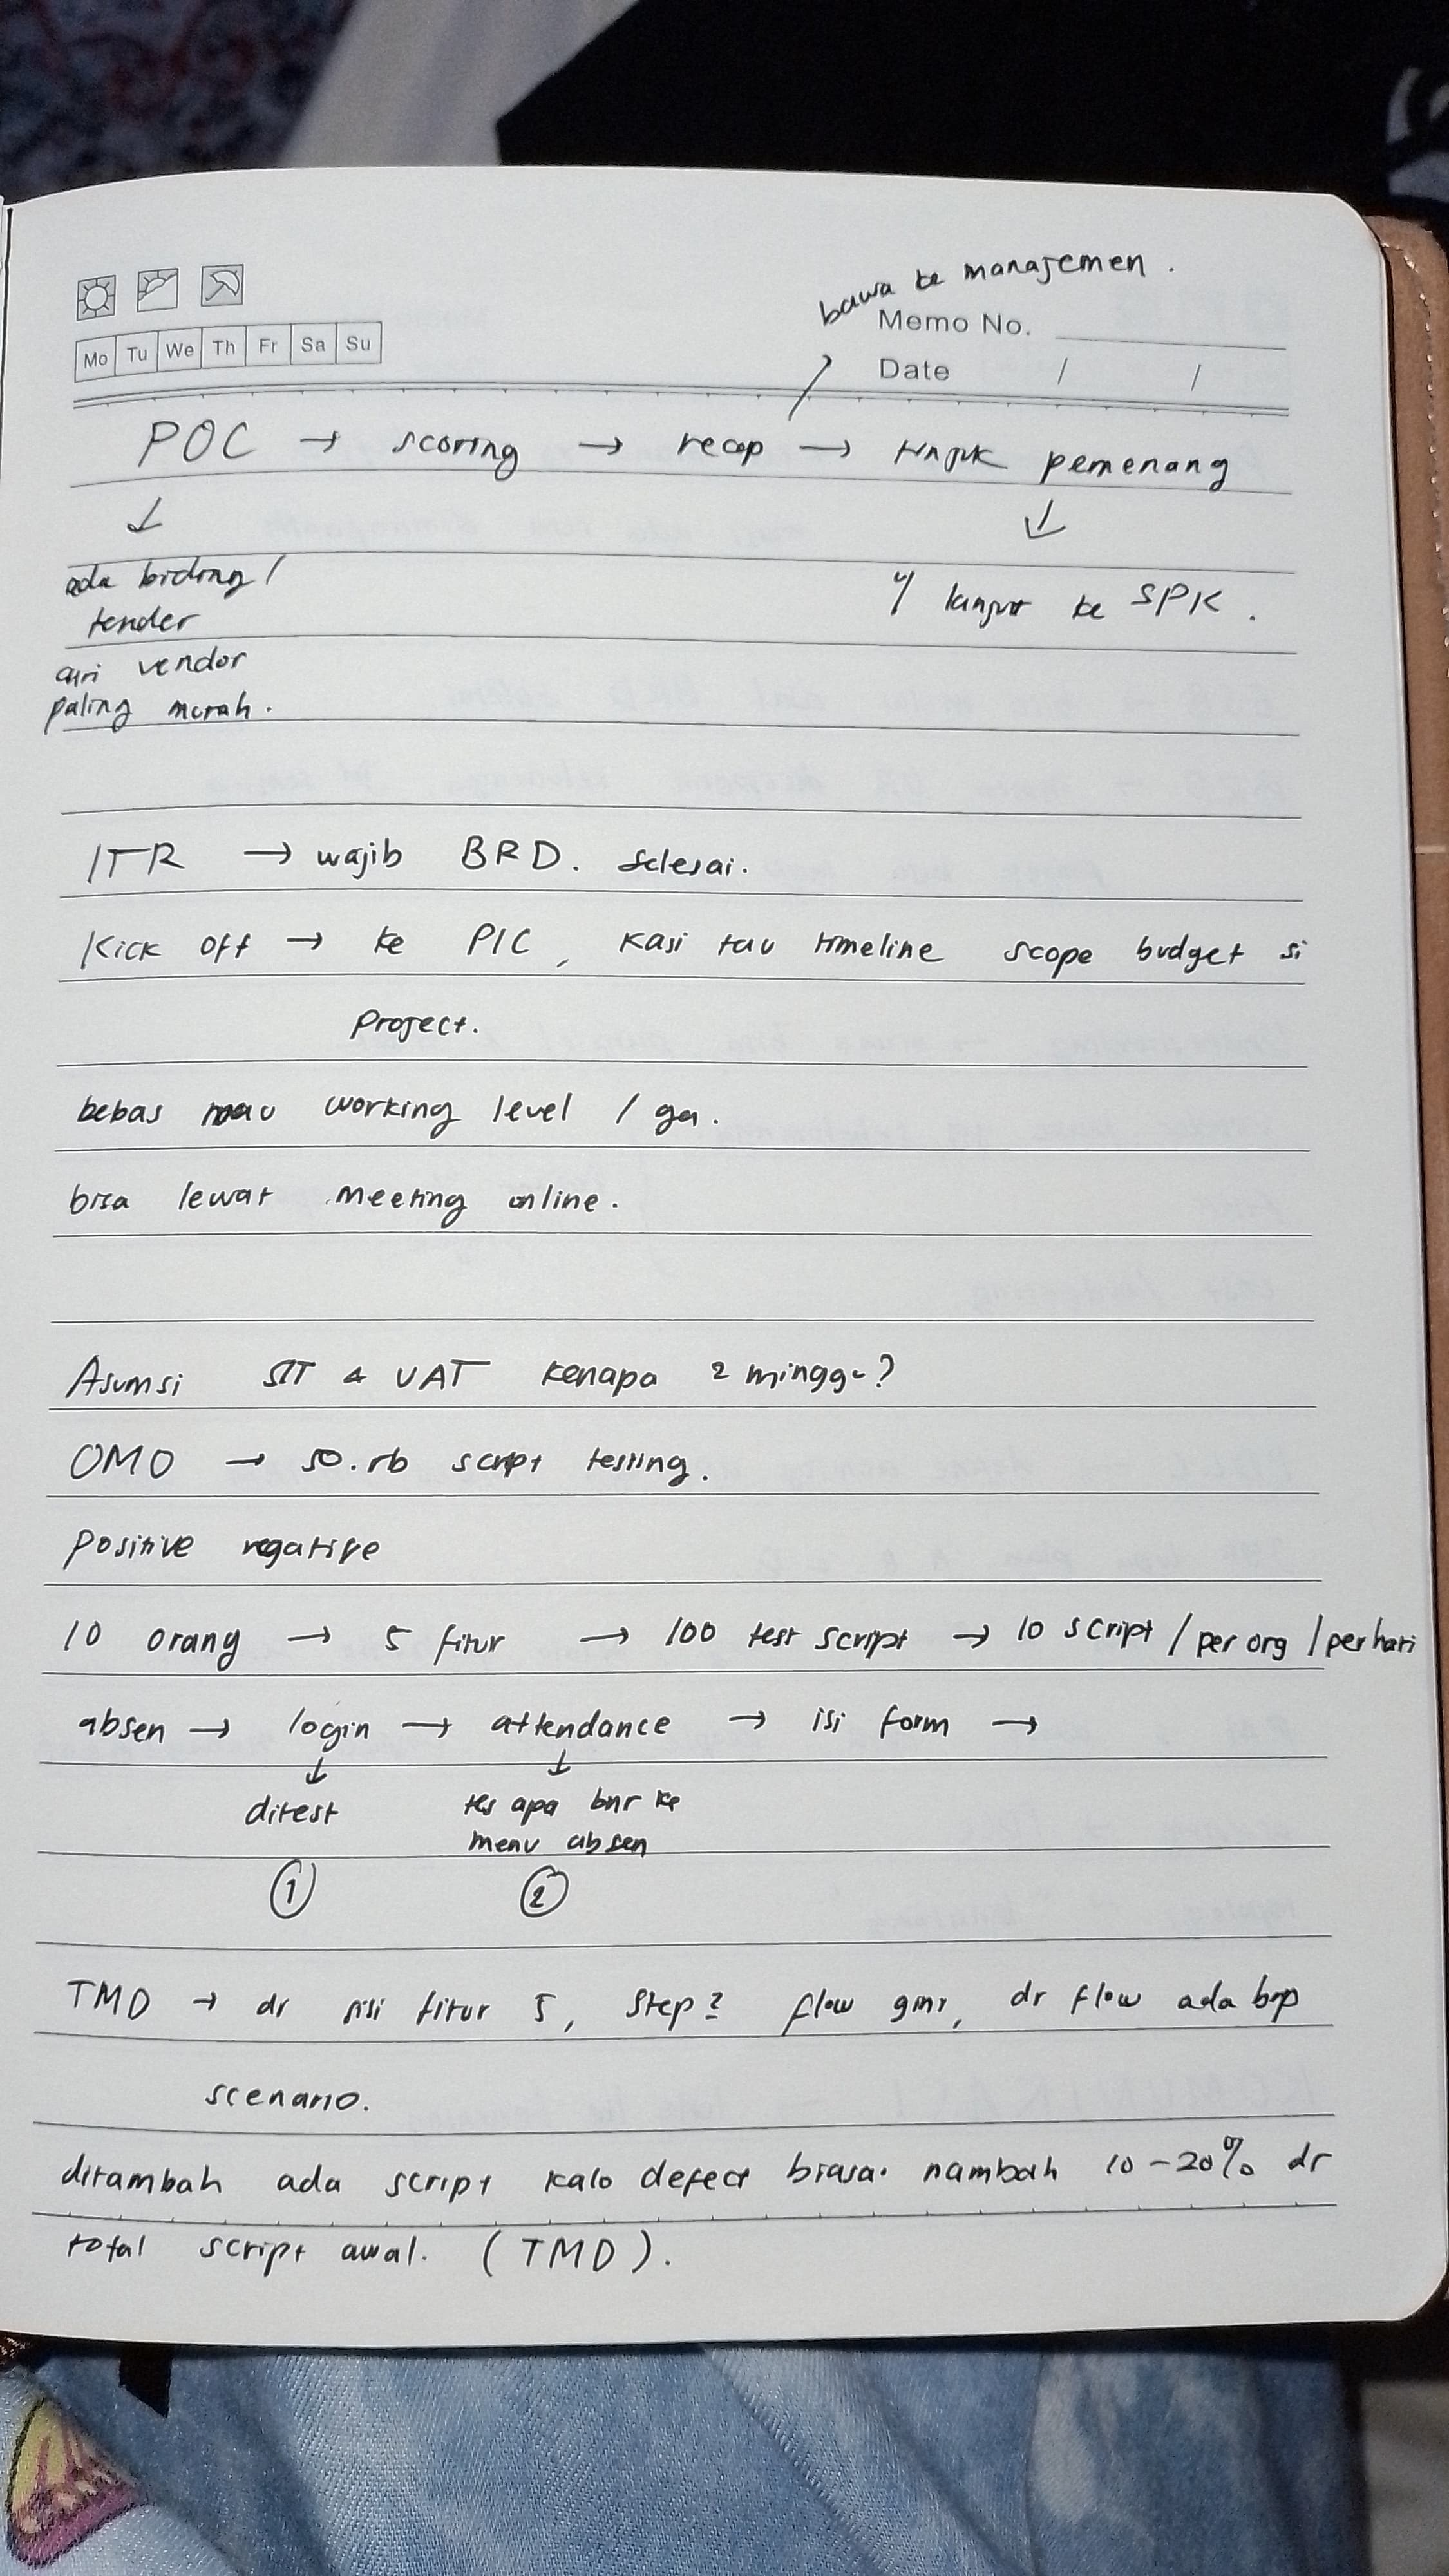 bawa ke manajemen.
Memo No.
Mo Tu We Th Fr Sa Su
Date / /
POC → scoring → recap → tunjuk pemenang
↓ ↓
ada biding /
tender
y/ lanjut ke SPK.
cari vendor
paling murah.
ITR → wajib BRD. selesai.
Kick off → ke PIC, kasi tau timeline scope budget si
project.
bebas mau working level / ga.
bisa lewat meeting online.
Asumsi SIT & UAT kenapa 2 minggu?
OMO → 50.rb script testing.
positive negative
10 orang → 5 fitur → 100 test script → 10 script / per org / per hari
absen → login → attendance → isi form →
↓ ↓
ditest tes apa bnr ke
menu absen
① ②
TMD → dr sisi fitur 5, step? flow gmn, dr flow ada brp
scenario.
ditambah ada script kalo defect biasa. nambah 10-20% dr
total script awal. (TMD).